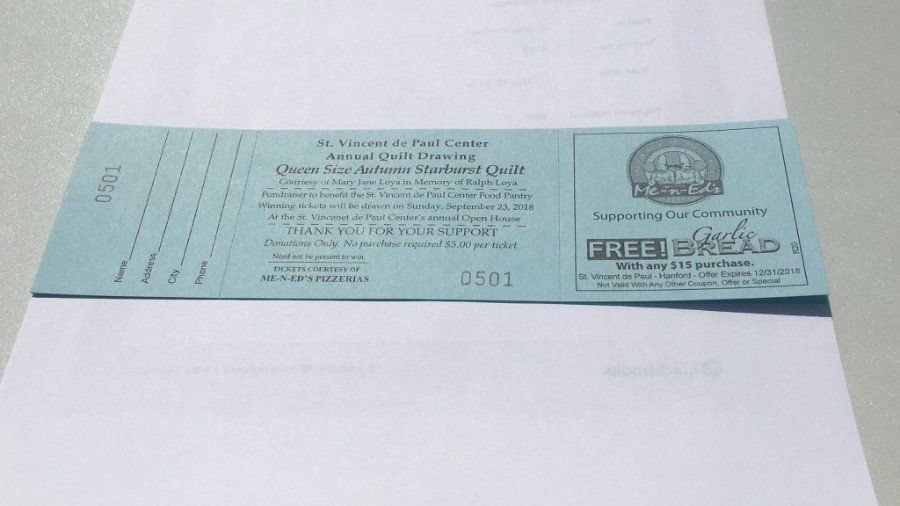 0501
Name
Address
City
Phone
St. Vincent de Paul Center
Annual Quilt Drawing
Queen Size Autumn Starburst Quilt
Courtesy of Mary Jane Loya in Memory of Ralph Loya
Fundraiser to benefit the St. Vincent de Paul Center Food Pantry
Winning tickets will be drawn on Sunday, September 23, 2018
At the St. Vinconet de Paul Center's annual Open House
THANK YOU FOR YOUR SUPPORT
Donations Only. No purchase required $5.00 per ticket
Need not be present to win.
TICKETS COURTESY OF
ME-N-ED'S PIZZERIAS
0501
Me-n-Ed's
Supporting Our Community
FREE! Garlic BREAD
With any $15 purchase.
St. Vincent de Paul - Hanford - Offer Expires 12/31/2018
Not Valid With Any Other Coupon, Offer or Special
R20
quickbooks